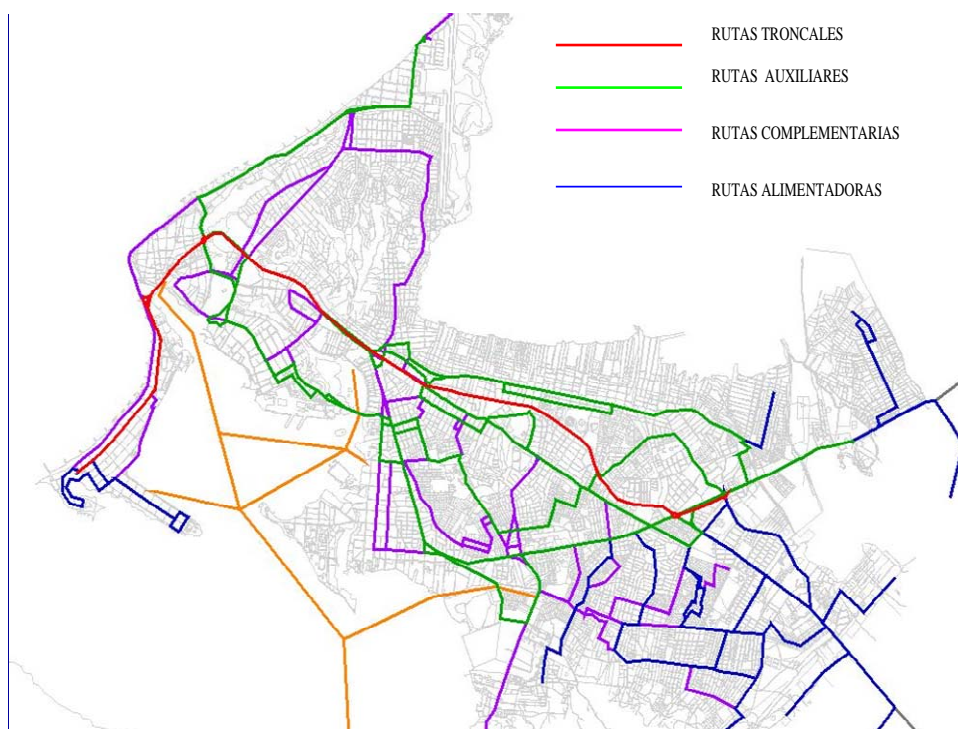 RUTAS TRONCALES
RUTAS AUXILIARES
RUTAS COMPLEMENTARIAS
RUTAS ALIMENTADORAS